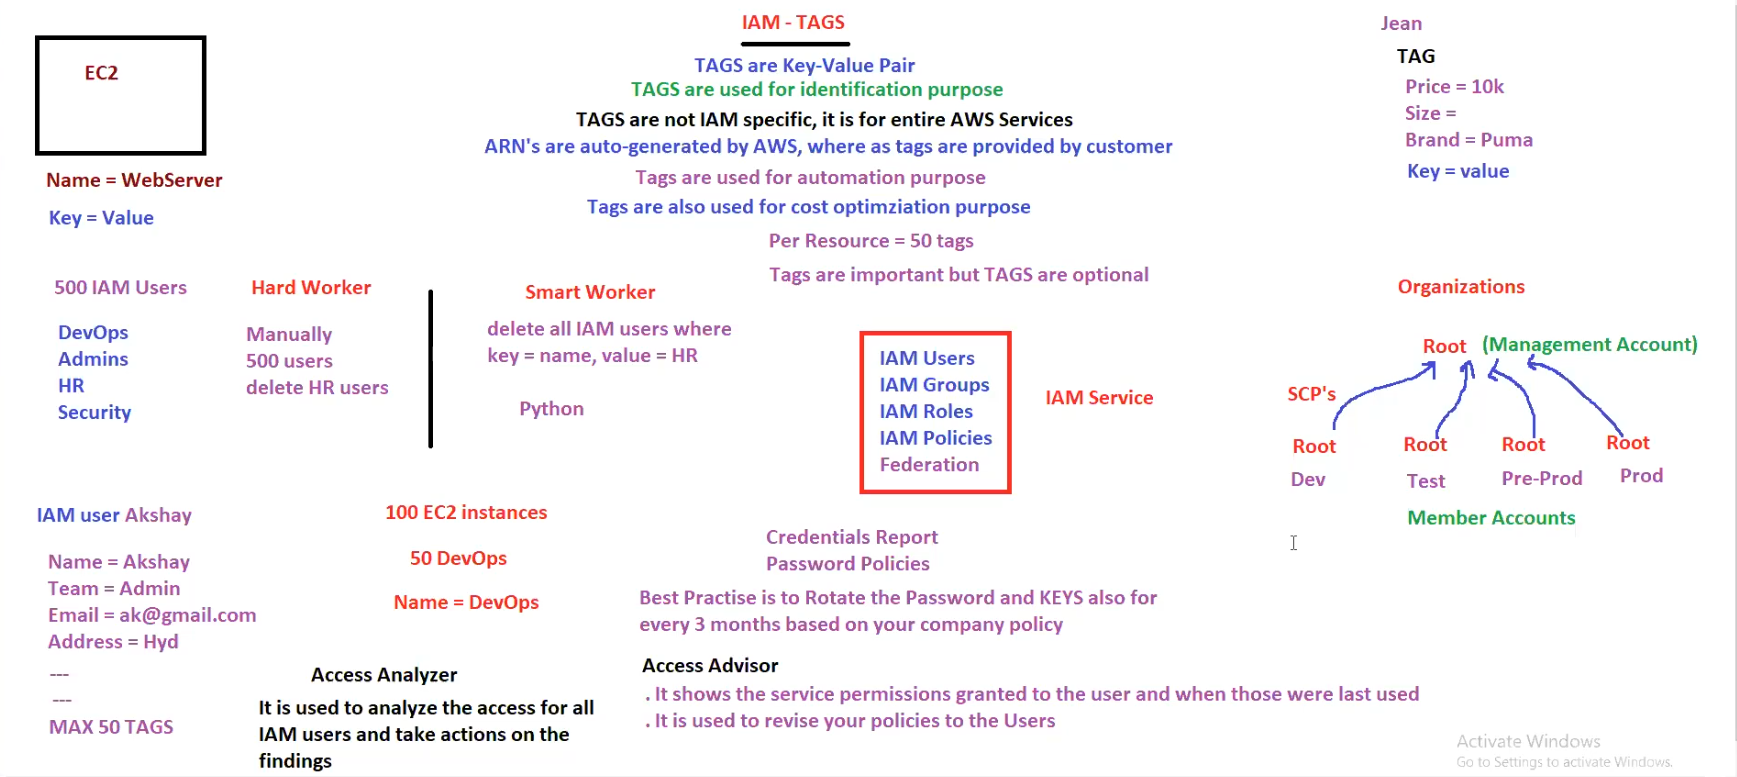 IAM - TAGS
TAGS are Key-Value Pair
TAGS are used for identification purpose
TAGS are not IAM specific, it is for entire AWS Services
ARN's are auto-generated by AWS, where as tags are provided by customer
Tags are used for automation purpose
Tags are also used for cost optimziation purpose
Per Resource = 50 tags
Tags are important but TAGS are optional
EC2
Name = WebServer
Key = Value
Jean
TAG
Price = 10k
Size =
Brand = Puma
Key = value
500 IAM Users
DevOps
Admins
HR
Security
Hard Worker
Manually
500 users
delete HR users
Smart Worker
delete all IAM users where
key = name, value = HR
Python
IAM Users
IAM Groups
IAM Roles
IAM Policies
Federation
IAM Service
Organizations
Root (Management Account)
SCP's
Root Root Root Root
Dev Test Pre-Prod Prod
Member Accounts
IAM user Akshay
Name = Akshay
Team = Admin
Email = ak@gmail.com
Address = Hyd
---
---
MAX 50 TAGS
100 EC2 instances
50 DevOps
Name = DevOps
Credentials Report
Password Policies
Best Practise is to Rotate the Password and KEYS also for
every 3 months based on your company policy
Access Analyzer
It is used to analyze the access for all
IAM users and take actions on the
findings
Access Advisor
. It shows the service permissions granted to the user and when those were last used
. It is used to revise your policies to the Users
Activate Windows
Go to Settings to activate Windows.